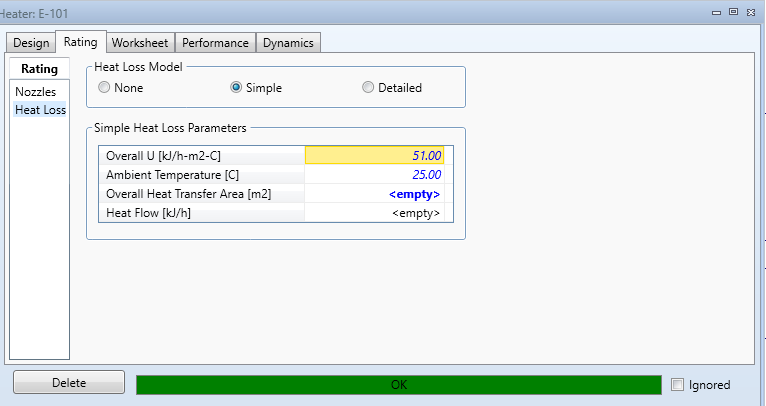 Heater: E-101
Design Rating Worksheet Performance Dynamics
Rating
Nozzles
Heat Loss
Heat Loss Model
None Simple Detailed
Simple Heat Loss Parameters
Overall U [kJ/h-m2-C] 51.00
Ambient Temperature [C] 25.00
Overall Heat Transfer Area [m2] <empty>
Heat Flow [kJ/h] <empty>
Delete OK Ignored